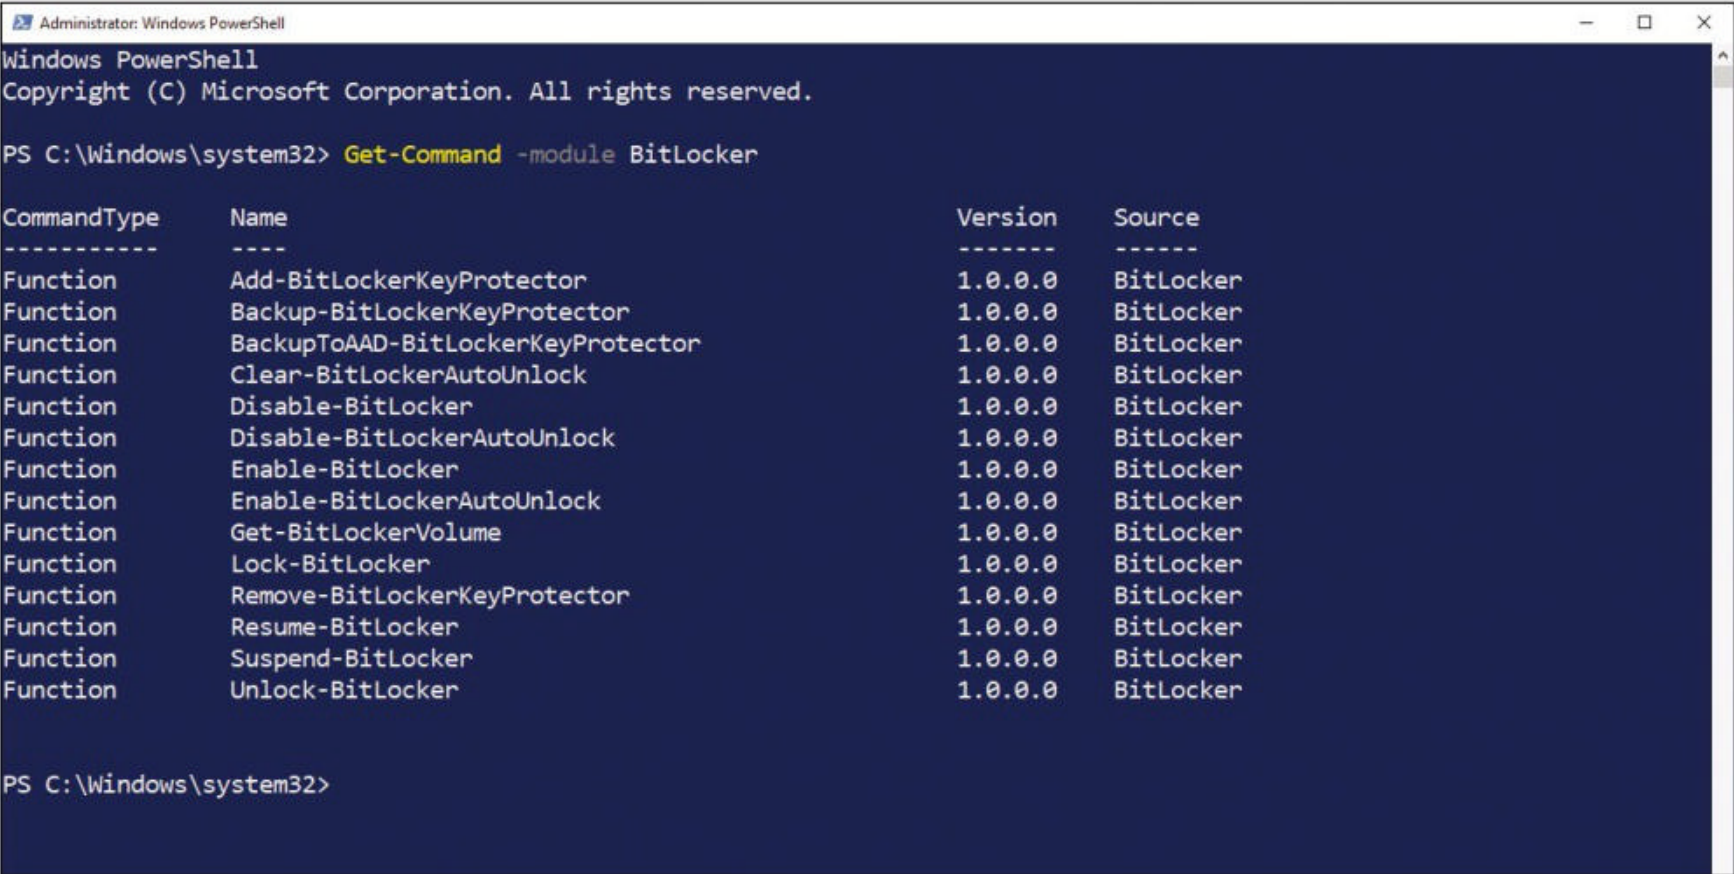 Administrator: Windows PowerShell
Windows PowerShell
Copyright (C) Microsoft Corporation. All rights reserved.
PS C:\Windows\system32> Get-Command -module BitLocker
CommandType Name Version Source
----------- ---- ------- ------
Function Add-BitLockerKeyProtector 1.0.0.0 BitLocker
Function Backup-BitLockerKeyProtector 1.0.0.0 BitLocker
Function BackupToAAD-BitLockerKeyProtector 1.0.0.0 BitLocker
Function Clear-BitLockerAutoUnlock 1.0.0.0 BitLocker
Function Disable-BitLocker 1.0.0.0 BitLocker
Function Disable-BitLockerAutoUnlock 1.0.0.0 BitLocker
Function Enable-BitLocker 1.0.0.0 BitLocker
Function Enable-BitLockerAutoUnlock 1.0.0.0 BitLocker
Function Get-BitLockerVolume 1.0.0.0 BitLocker
Function Lock-BitLocker 1.0.0.0 BitLocker
Function Remove-BitLockerKeyProtector 1.0.0.0 BitLocker
Function Resume-BitLocker 1.0.0.0 BitLocker
Function Suspend-BitLocker 1.0.0.0 BitLocker
Function Unlock-BitLocker 1.0.0.0 BitLocker
PS C:\Windows\system32>